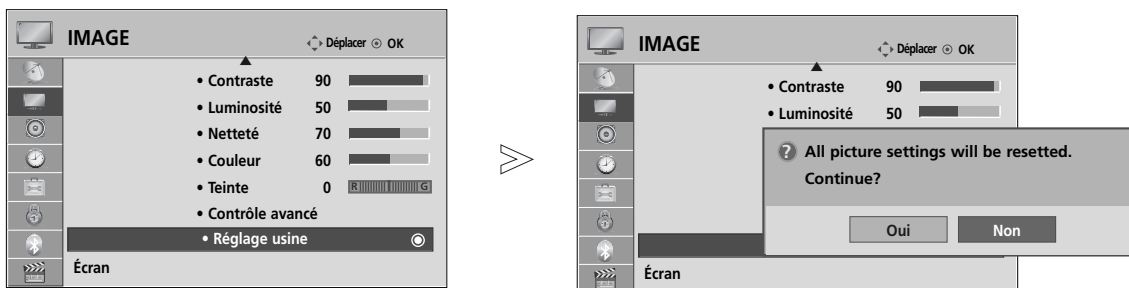 IMAGE
Déplacer OK
• Contraste 90
• Luminosité 50
• Netteté 70
• Couleur 60
• Teinte 0 R G
• Contrôle avancé
• Réglage usine
Écran
IMAGE
Déplacer OK
• Contraste 90
• Luminosité 50
? All picture settings will be resetted.
Continue?
Oui Non
Écran